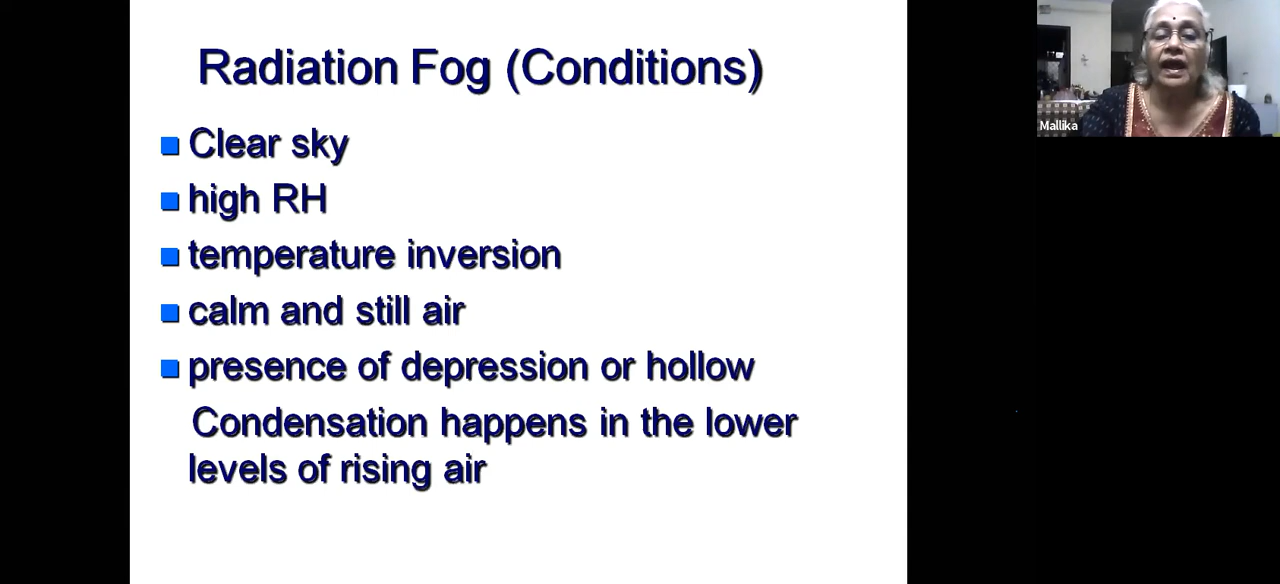 Radiation Fog (Conditions)
Clear sky
high RH
temperature inversion
calm and still air
presence of depression or hollow
Condensation happens in the lower
levels of rising air
Mallika